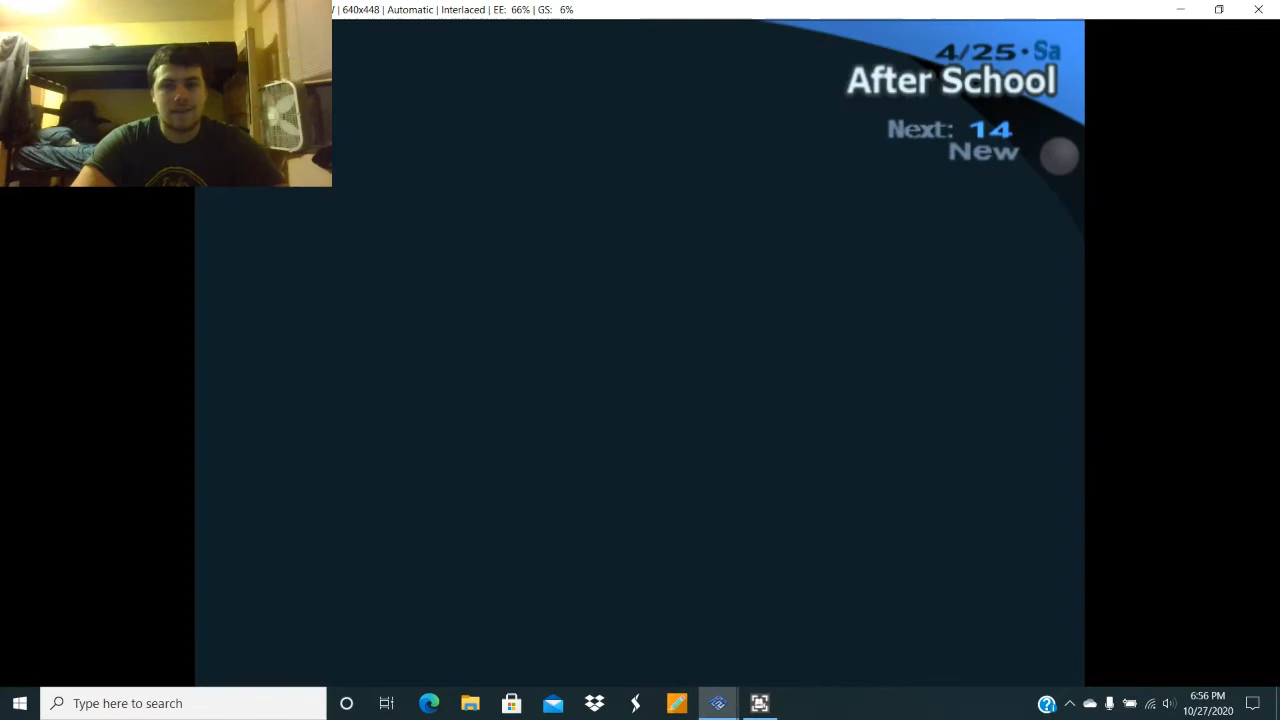 / | 640x448 | Automatic | Interlaced | EE: 66% | GS: 6%
4/25・Sa
After School
Next: 14
New
Type here to search
6:56 PM
10/27/2020